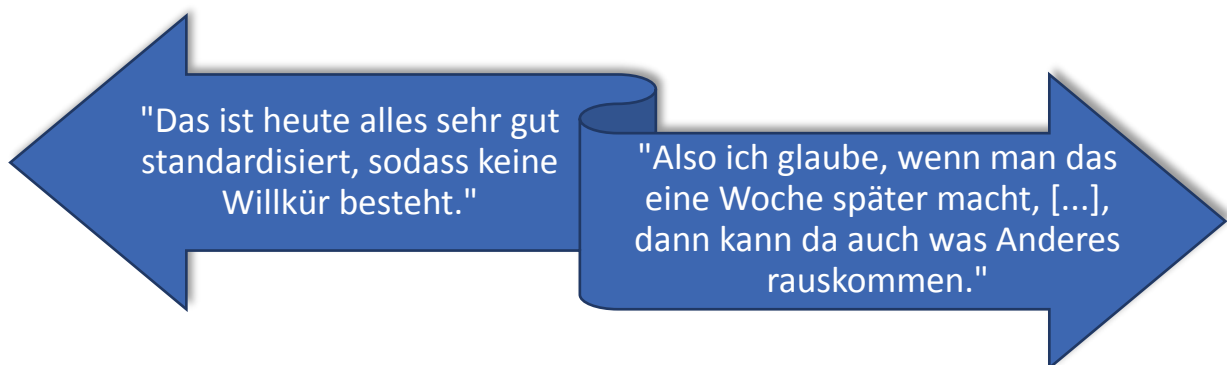 "Das ist heute alles sehr gut
standardisiert, sodass keine
Willkür besteht."
"Also ich glaube, wenn man das
eine Woche später macht, [...],
dann kann da auch was Anderes
rauskommen."